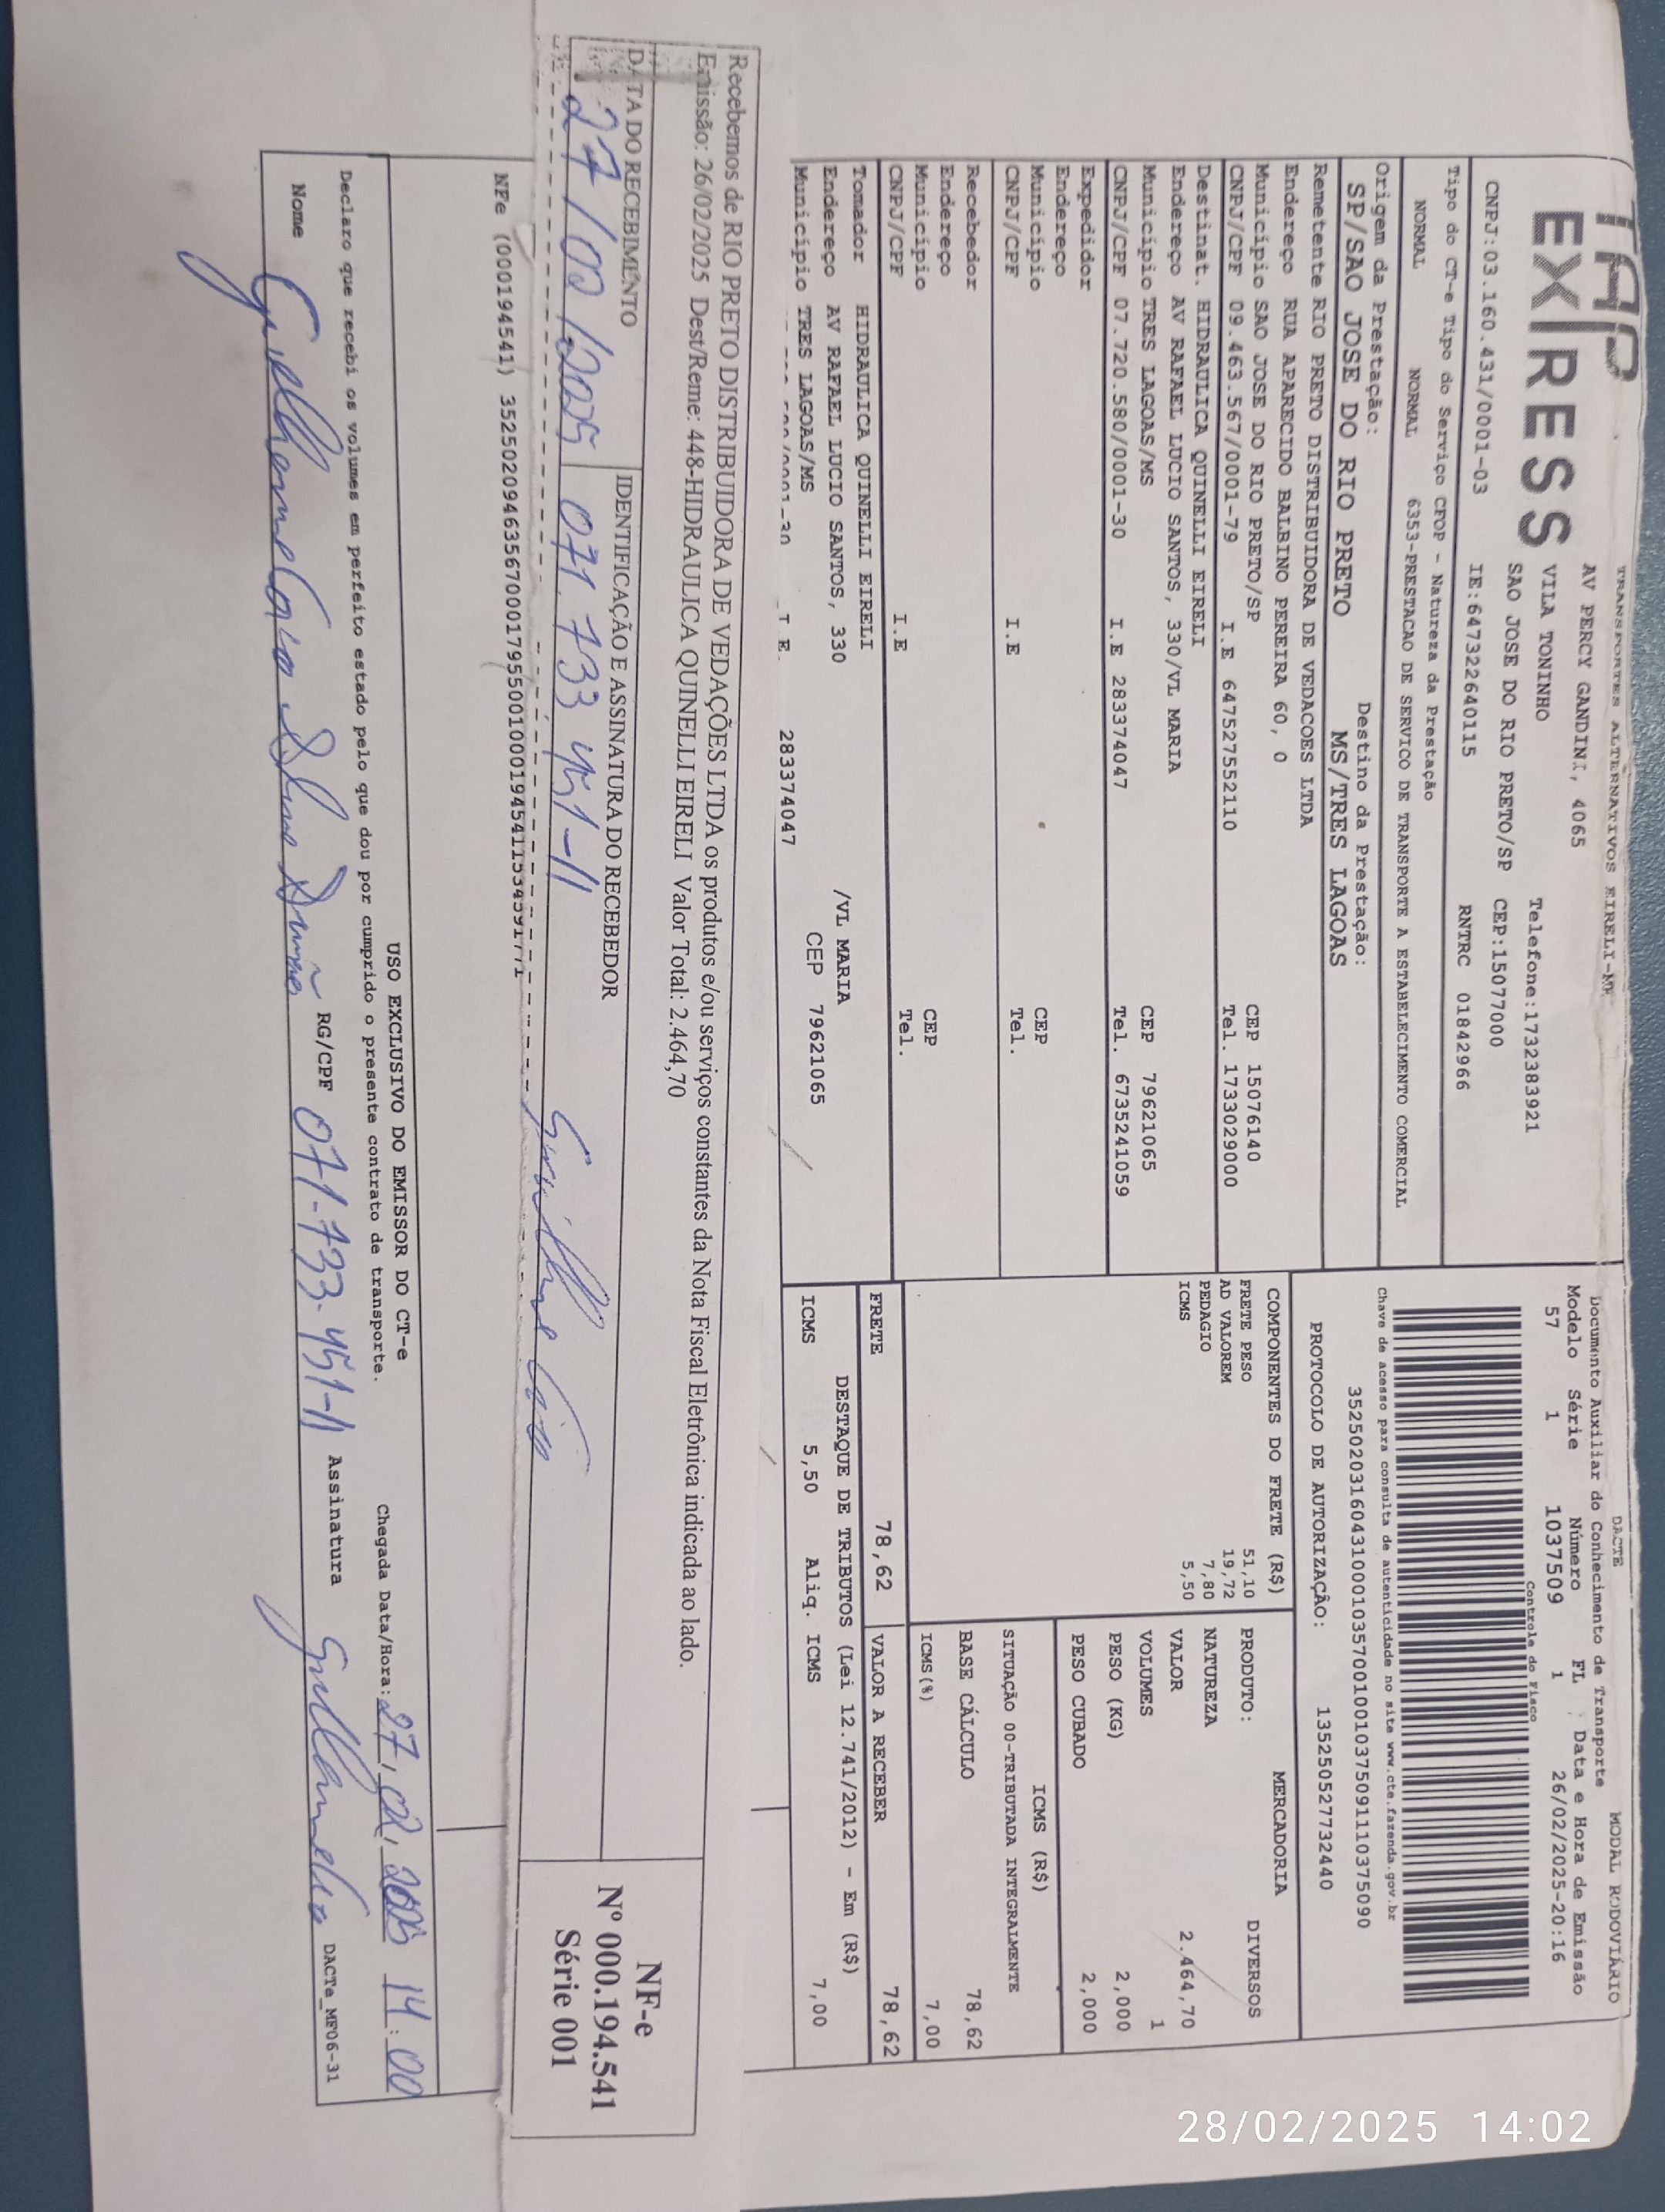 TAP
EX/RESS
TRANSPORTES ALTERNATIVOS EIRELI-ME
AV PERCY GANDINI, 4065
VILA TONINHO
Telefone:1732383921
SAO JOSE DO RIO PRETO/SP CEP:15077000
CNPJ:03.160.431/0001-03 IE:647322640115 RNTRC 01842966
Tipo do CT-e Tipo do Serviço CFOP - Natureza da Prestação
NORMAL NORMAL 6353-PRESTACAO DE SERVICO DE TRANSPORTE A ESTABELECIMENTO COMERCIAL
Origem da Prestação: Destino da Prestação:
SP/SAO JOSE DO RIO PRETO MS/TRES LAGOAS
Remetente RIO PRETO DISTRIBUIDORA DE VEDACOES LTDA
Endereço RUA APARECIDO BALBINO PEREIRA 60, 0
Município SAO JOSE DO RIO PRETO/SP CEP 15076140
CNPJ/CPF 09.463.567/0001-79 I.E 647527552110 Tel. 1733029000
Destinat. HIDRAULICA QUINELLI EIRELI
Endereço AV RAFAEL LUCIO SANTOS, 330/VL MARIA
Município TRES LAGOAS/MS CEP 79621065
CNPJ/CPF 07.720.580/0001-30 I.E 283374047 Tel. 6735241059
Expedidor
Endereço
Município CEP
CNPJ/CPF I.E Tel.
Recebedor
Endereço
Município CEP
CNPJ/CPF I.E Tel.
Tomador HIDRAULICA QUINELLI EIRELI
Endereço AV RAFAEL LUCIO SANTOS, 330 /VL MARIA
Município TRES LAGOAS/MS CEP 79621065
283374047
DACTE MODAL RODOVIÁRIO
Documento Auxiliar do Conhecimento de Transporte
Modelo Série Número FL Data e Hora de Emissão
57 1 1037509 1 26/02/2025-20:16
Controle do Fisco
Chave de acesso para consulta de autenticidade no site www.cte.fazenda.gov.br
35250203160431000103570010010375091110375090
PROTOCOLO DE AUTORIZAÇÃO: 135250527732440
COMPONENTES DO FRETE (R$)
FRETE PESO 51,10
AD VALOREM 19,72
PEDAGIO 7,80
ICMS 5,50
MERCADORIA
PRODUTO: DIVERSOS
NATUREZA
VALOR 2.464,70
VOLUMES 1
PESO (KG) 2,000
PESO CUBADO 2,000
ICMS (R$)
SITUAÇÃO 00-TRIBUTADA INTEGRALMENTE
BASE CÁLCULO 78,62
ICMS(%) 7,00
FRETE 78,62 VALOR A RECEBER 78,62
DESTAQUE DE TRIBUTOS (Lei 12.741/2012) - Em (R$)
ICMS 5,50 Aliq. ICMS 7,00
Recebemos de RIO PRETO DISTRIBUIDORA DE VEDAÇÕES LTDA os produtos e/ou serviços constantes da Nota Fiscal Eletrônica indicada ao lado.
Emissão: 26/02/2025 Dest/Reme: 448-HIDRAULICA QUINELLI EIRELI Valor Total: 2.464,70
DATA DO RECEBIMENTO IDENTIFICAÇÃO E ASSINATURA DO RECEBEDOR
27/02/2025 071.733 451-11 Guilherme Caio
NF-e
Nº 000.194.541
Série 001
NFe (000194541)
USO EXCLUSIVO DO EMISSOR DO CT-e
Chegada Data/Hora: 27/02/2025 14:00
Declaro que recebi os volumes em perfeito estado pelo que dou por cumprido o presente contrato de transporte.
Nome Guilherme Caio RG/CPF 071.733.451-11 Assinatura Guilherme DACTe_MF06-31
28/02/2025 14:02